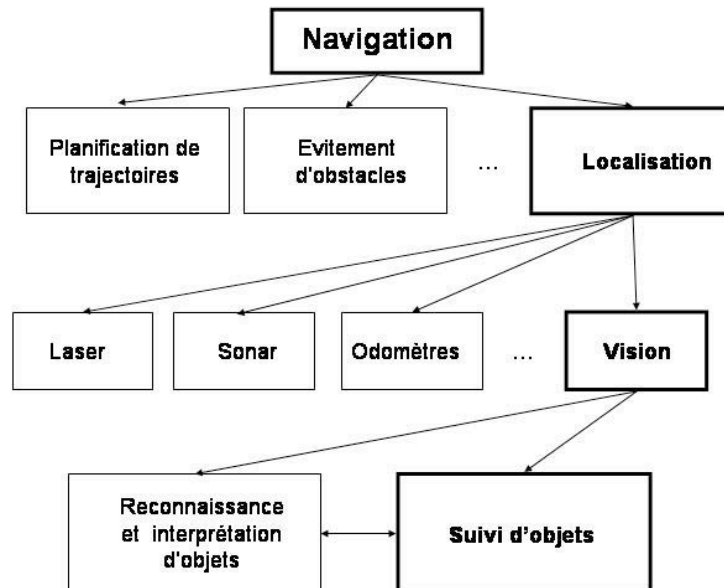 Navigation
Planification de
trajectoires
Evitement
d'obstacles
...
Localisation
Laser
Sonar
Odomètres
...
Vision
Reconnaissance
et interprétation
d'objets
Suivi d'objets